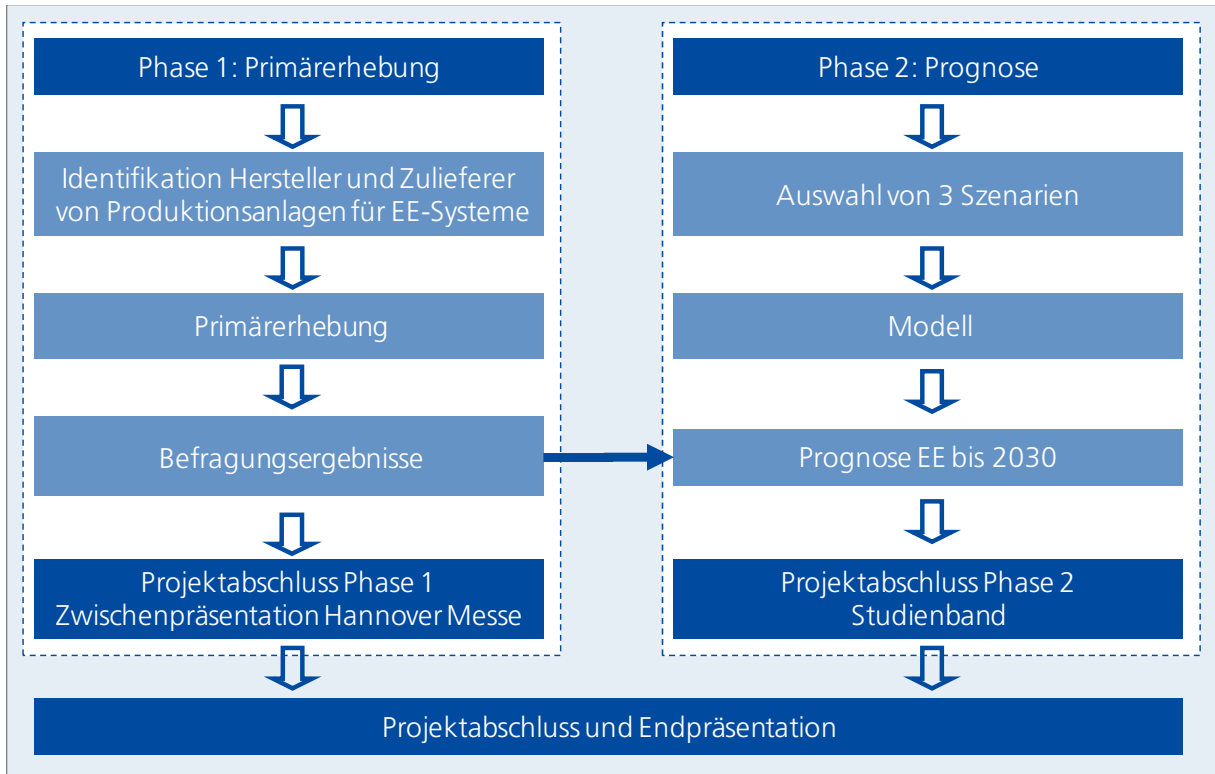 Phase 1: Primärerhebung
Identifikation Hersteller und Zulieferer
von Produktionsanlagen für EE-Systeme
Primärerhebung
Befragungsergebnisse
Projektabschluss Phase 1
Zwischenpräsentation Hannover Messe
Phase 2: Prognose
Auswahl von 3 Szenarien
Modell
Prognose EE bis 2030
Projektabschluss Phase 2
Studienband
Projektabschluss und Endpräsentation